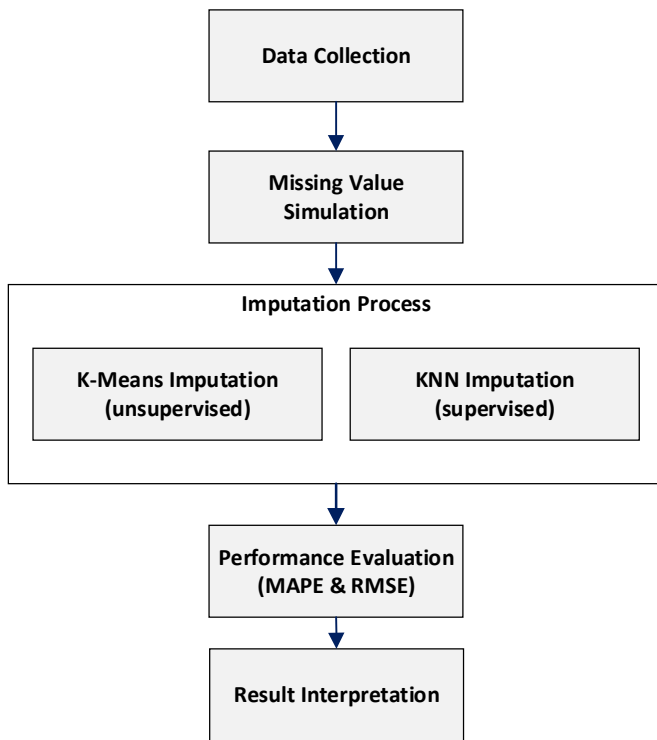 Data Collection
Missing Value
Simulation
Imputation Process
K-Means Imputation
(unsupervised)
KNN Imputation
(supervised)
Performance Evaluation
(MAPE & RMSE)
Result Interpretation